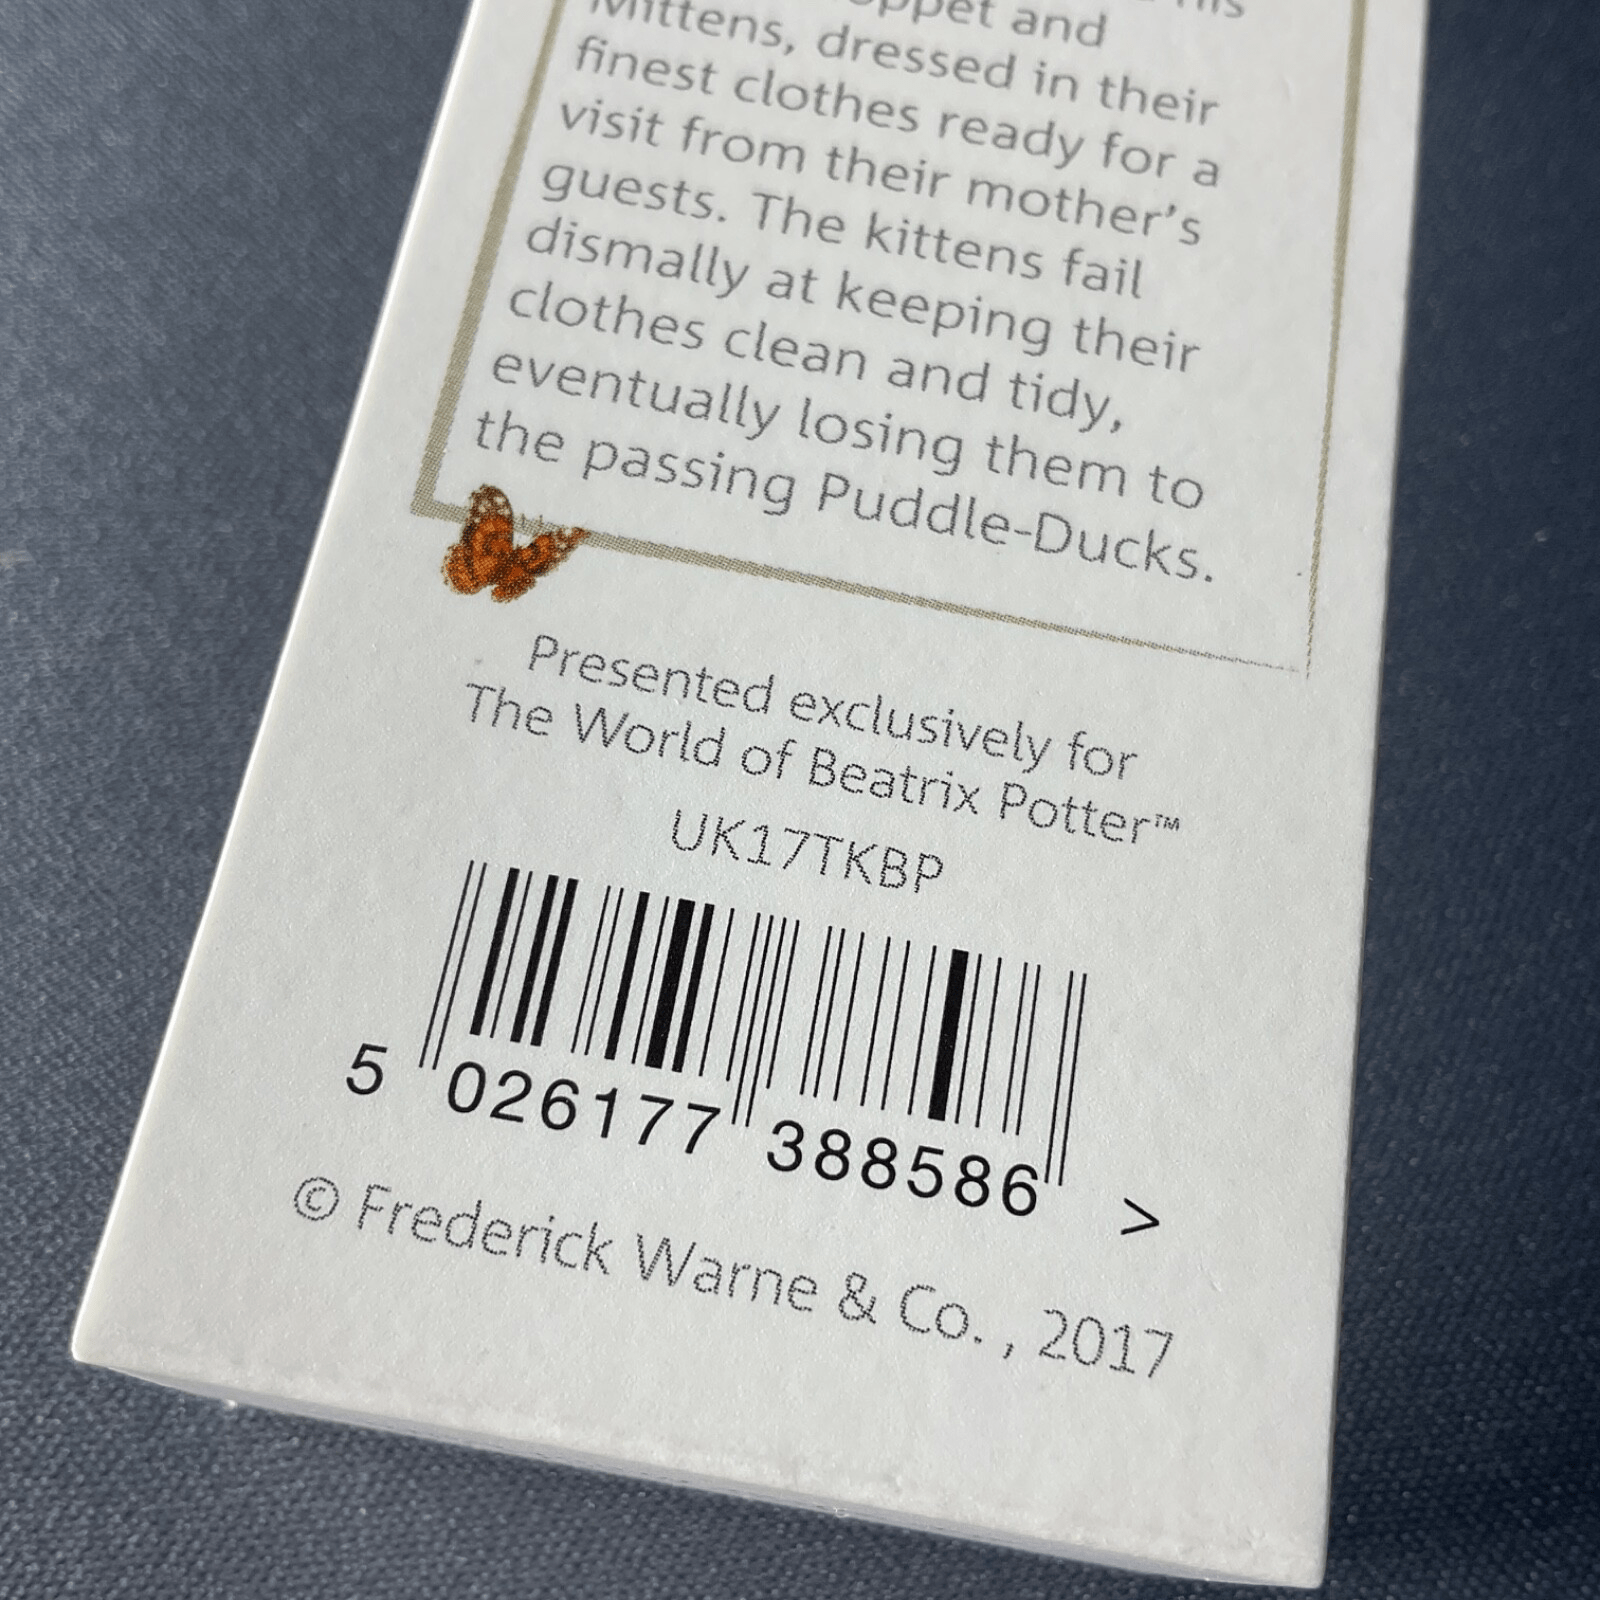 his
and
Mittens, dressed in their
finest clothes ready for a
visit from their mother's
guests. The kittens fail
dismally at keeping their
clothes clean and tidy,
eventually losing them to
the passing Puddle-Ducks.
Presented exclusively for
The World of Beatrix Potter™
UK17TKBP
5 026177 388586 >
© Frederick Warne & Co. , 2017